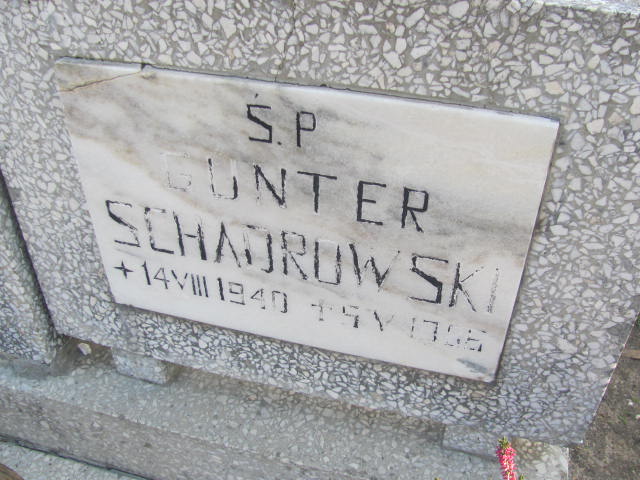 Ś.P
GUNTER
SCHADROWSKI
+14 VIII 1940 +5 V